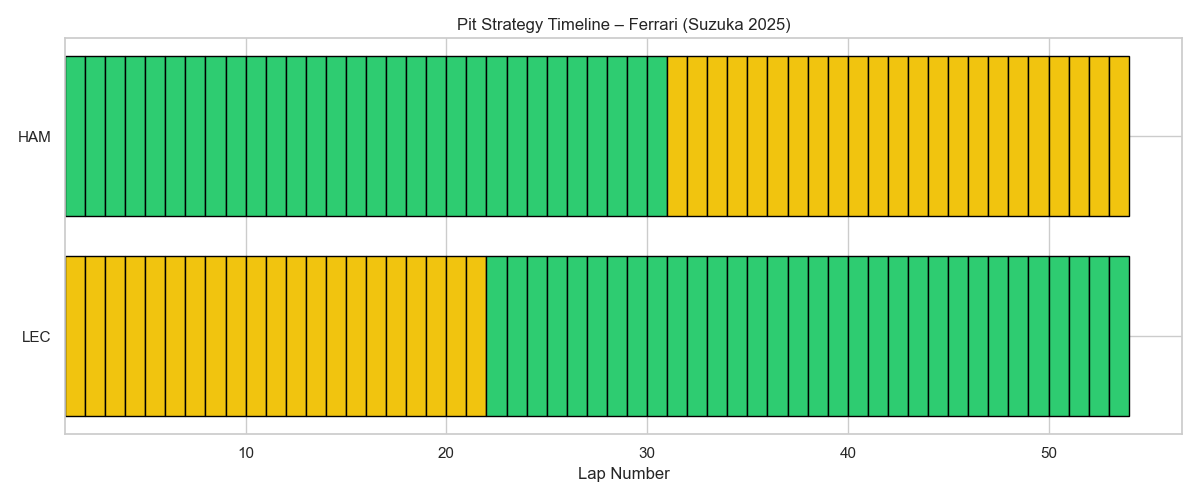 Pit Strategy Timeline – Ferrari (Suzuka 2025)
HAM
LEC
10 20 30 40 50
Lap Number